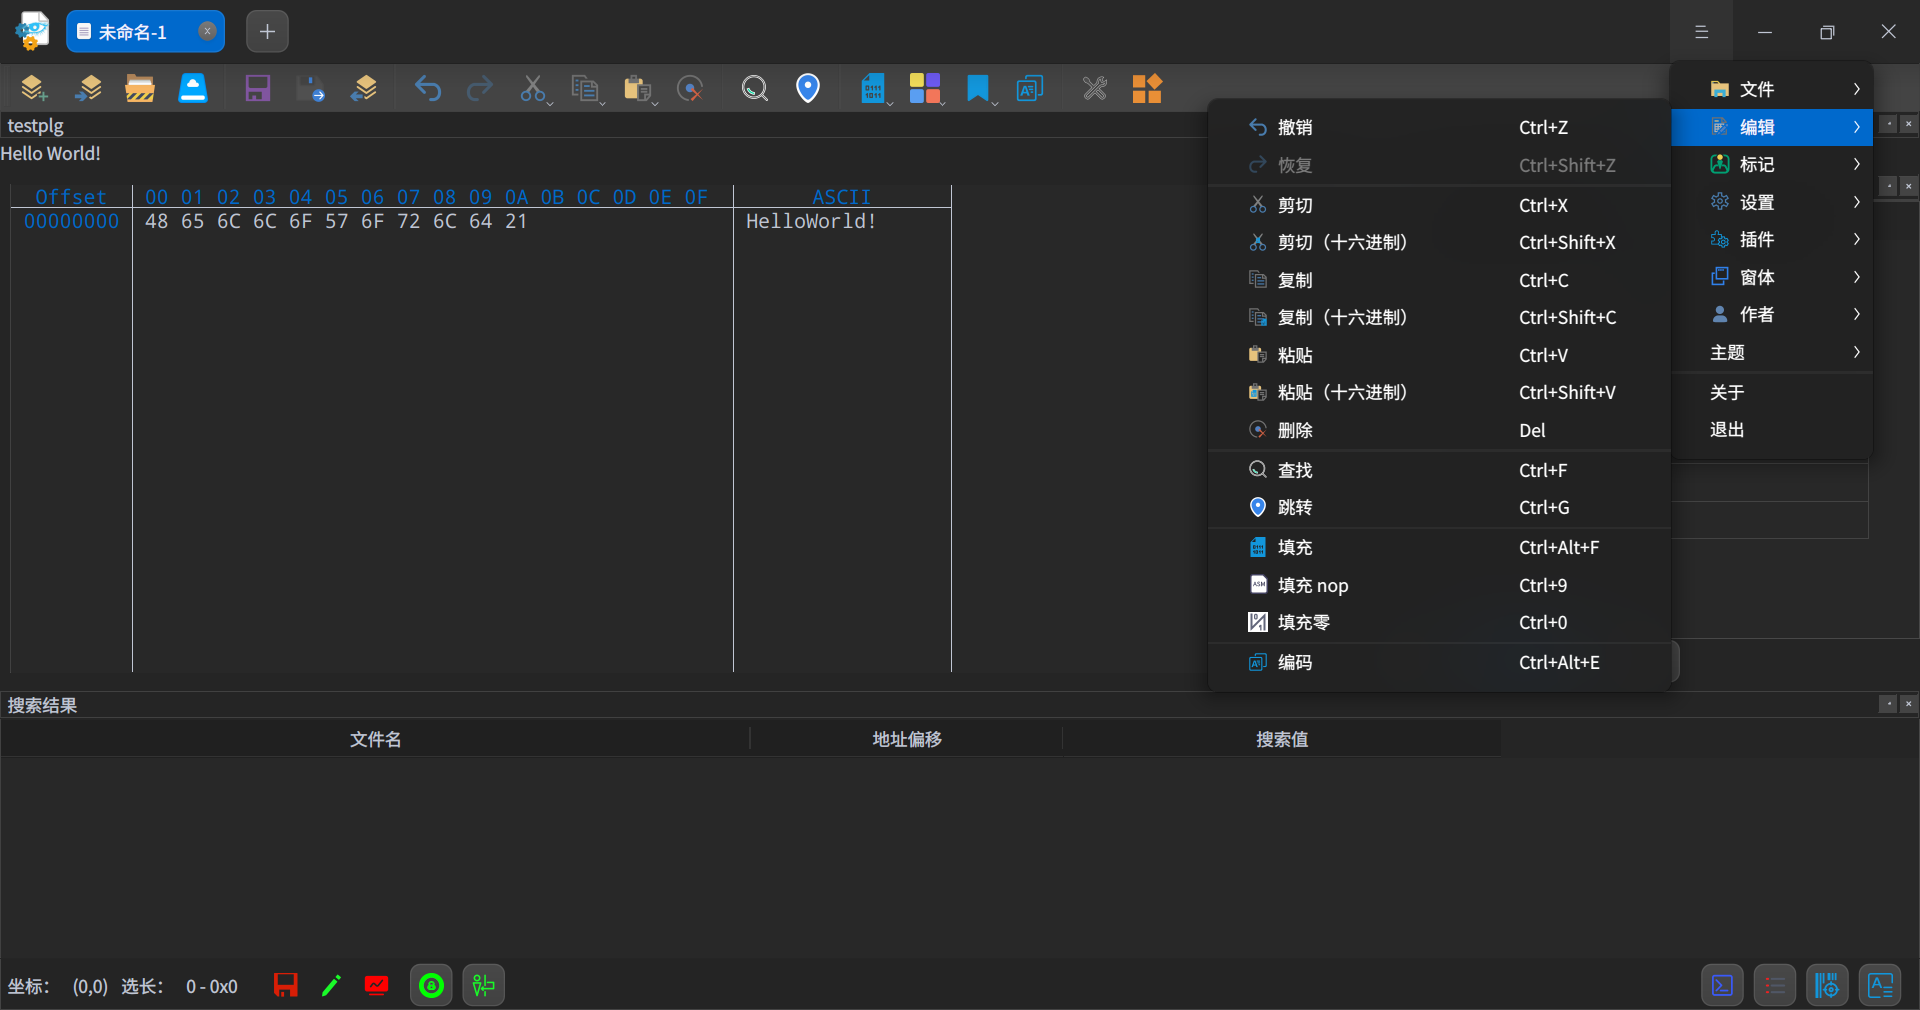 未命名-1
testplg
Hello World!
Offset 00 01 02 03 04 05 06 07 08 09 0A 0B 0C 0D 0E 0F ASCII
00000000 48 65 6C 6C 6F 57 6F 72 6C 64 21 HelloWorld!
撤销 Ctrl+Z
恢复 Ctrl+Shift+Z
剪切 Ctrl+X
剪切（十六进制） Ctrl+Shift+X
复制 Ctrl+C
复制（十六进制） Ctrl+Shift+C
粘贴 Ctrl+V
粘贴（十六进制） Ctrl+Shift+V
删除 Del
查找 Ctrl+F
跳转 Ctrl+G
填充 Ctrl+Alt+F
填充 nop Ctrl+9
填充零 Ctrl+0
编码 Ctrl+Alt+E
文件
编辑
标记
设置
插件
窗体
作者
主题
关于
退出
搜索结果
文件名 地址偏移 搜索值
坐标： (0,0) 选长： 0 - 0x0